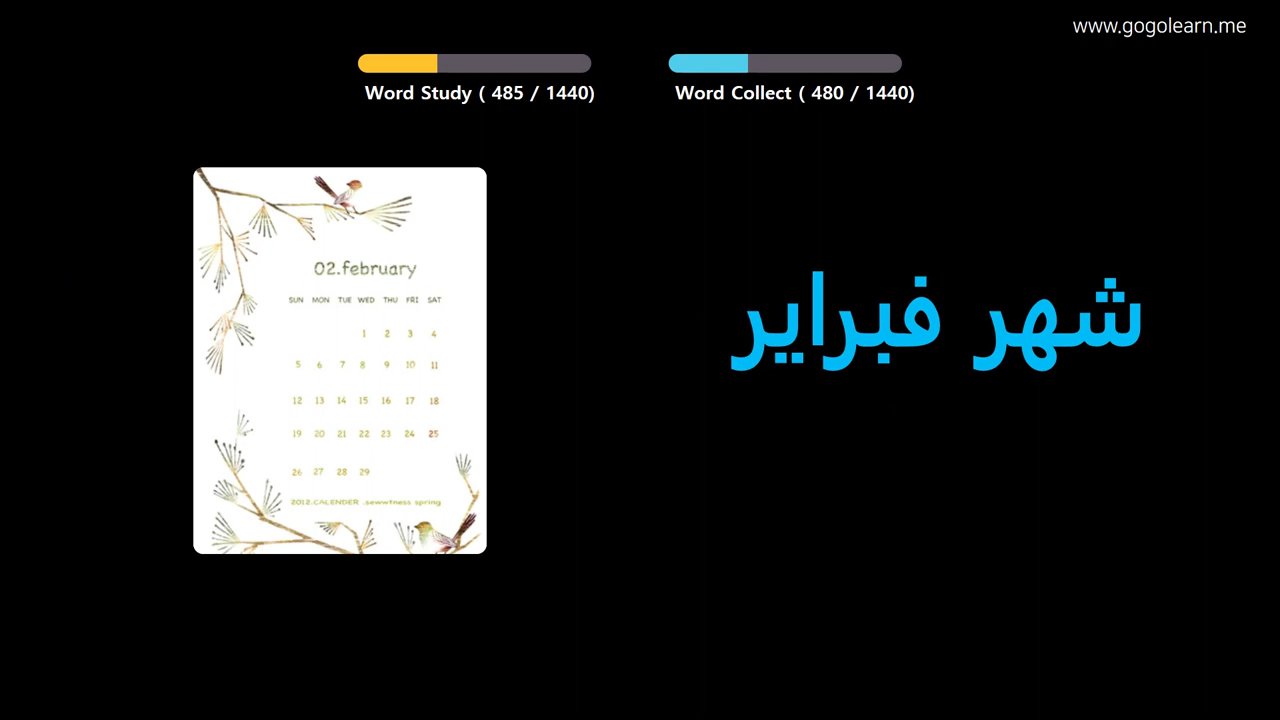 www.gogolearn.me
Word Study ( 485 / 1440)
Word Collect ( 480 / 1440)
02.february
SUN MON TUE WED THU FRI SAT
1 2 3 4
5 6 7 8 9 10 11
12 13 14 15 16 17 18
19 20 21 22 23 24 25
26 27 28 29
2012.CALENDER .sewwtness spring
شهر فبراير